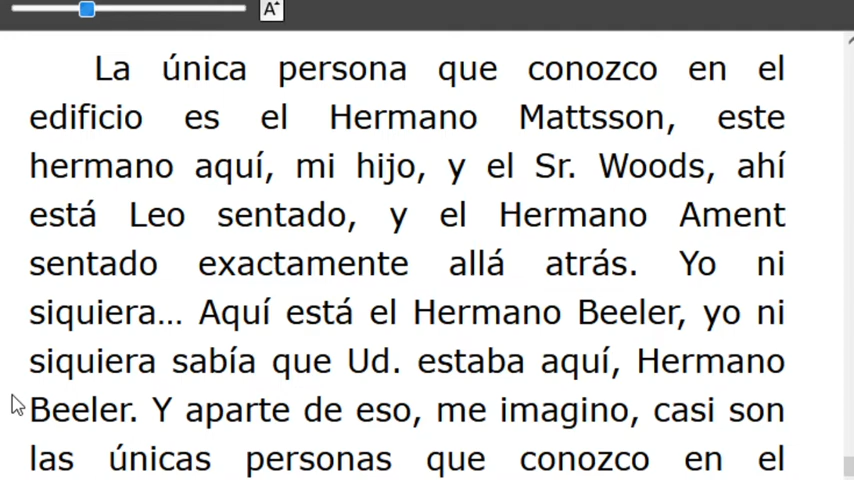 La única persona que conozco en el
edificio es el Hermano Mattsson, este
hermano aquí, mi hijo, y el Sr. Woods, ahí
está Leo sentado, y el Hermano Ament
sentado exactamente allá atrás. Yo ni
siquiera... Aquí está el Hermano Beeler, yo ni
siquiera sabía que Ud. estaba aquí, Hermano
Beeler. Y aparte de eso, me imagino, casi son
las únicas personas que conozco en el